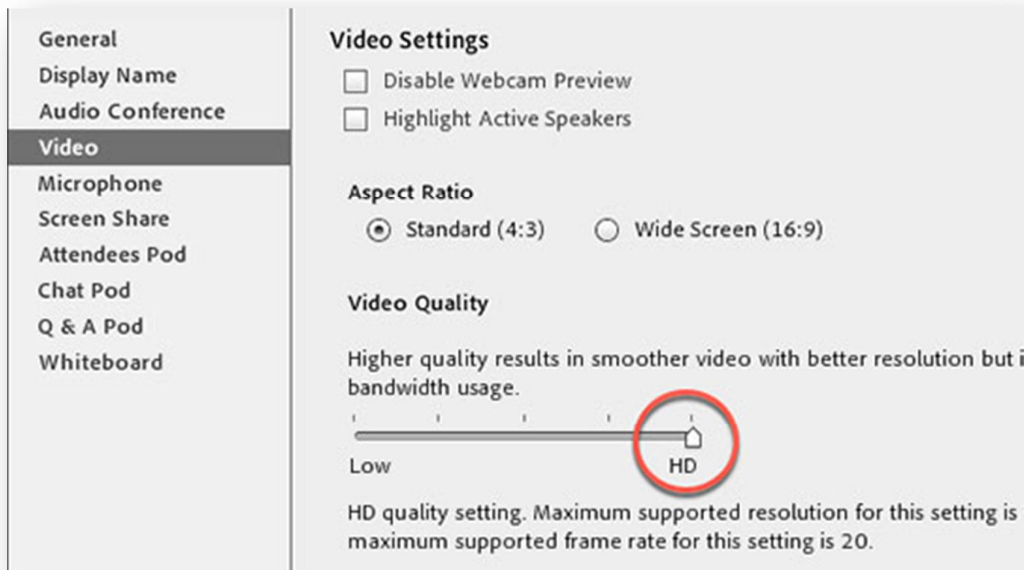 General
Display Name
Audio Conference
Video
Microphone
Screen Share
Attendees Pod
Chat Pod
Q & A Pod
Whiteboard
Video Settings
Disable Webcam Preview
Highlight Active Speakers
Aspect Ratio
Standard (4:3)
Wide Screen (16:9)
Video Quality
Higher quality results in smoother video with better resolution but
bandwidth usage.
Low
HD
HD quality setting. Maximum supported resolution for this setting is
maximum supported frame rate for this setting is 20.